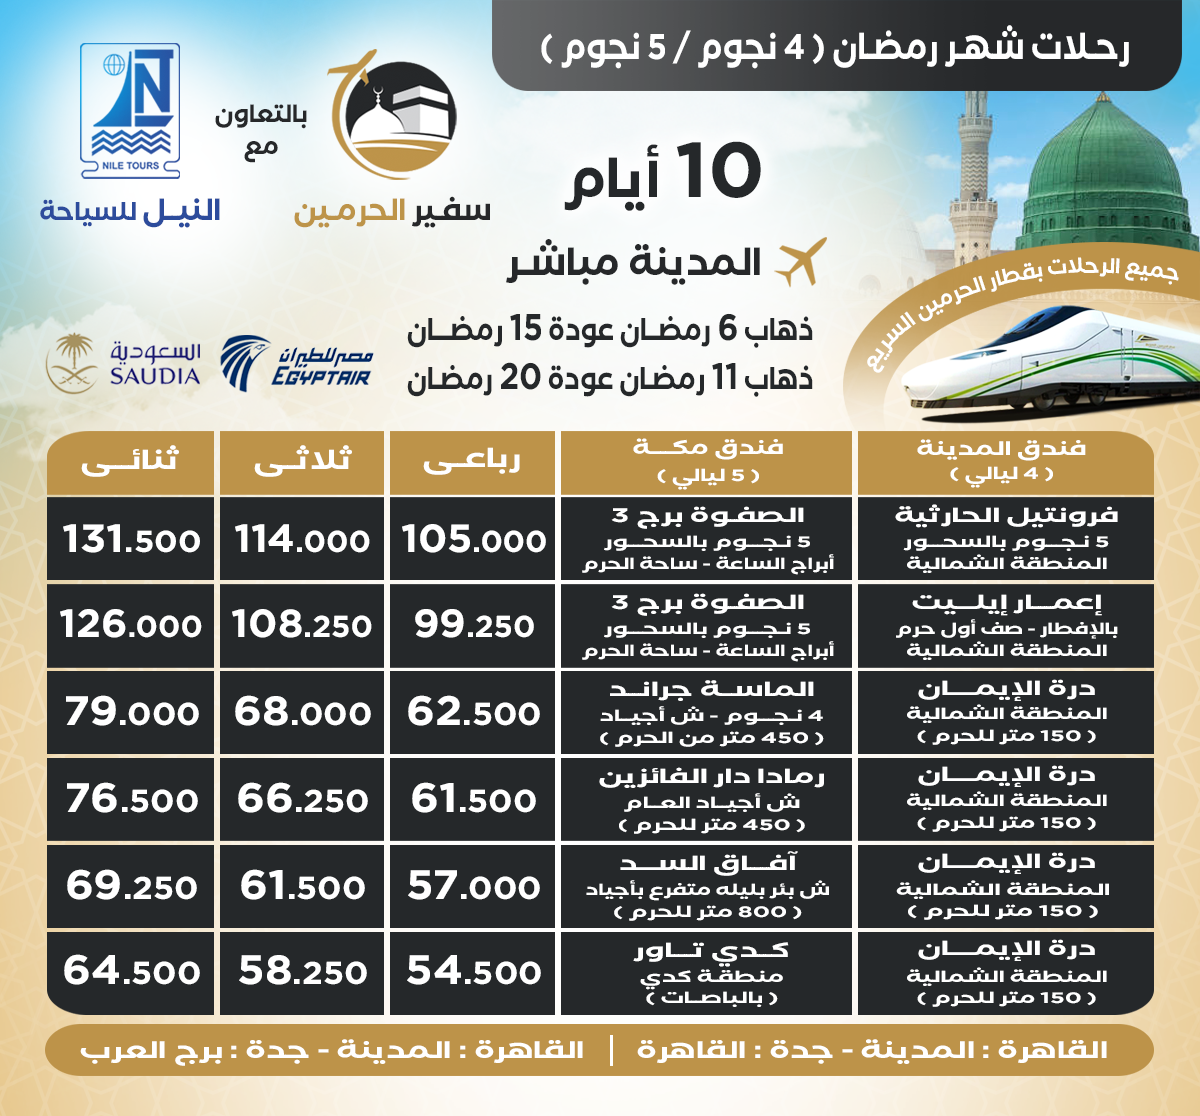 رحلات شهر رمضان ( 4 نجوم / 5 نجوم )
NILE TOURS
النيل للسياحة
بالتعاون
مع
سفير الحرمين
10 أيام
المدينة مباشر
ذهاب 6 رمضان عودة 15 رمضان
ذهاب 11 رمضان عودة 20 رمضان
جميع الرحلات بقطار الحرمين السريع
مصر للطيران
EGYPTAIR
السعودية
SAUDIA
فندق المدينة
( 4 ليالي )
فندق مكة
( 5 ليالي )
رباعى
ثلاثى
ثنائى
فرونتيل الحارثية
5 نجوم بالسحور
المنطقة الشمالية
الصفوة برج 3
5 نجوم بالسحور
أبراج الساعة - ساحة الحرم
105.000
114.000
131.500
إعمار إيليت
بالإفطار - صف أول حرم
المنطقة الشمالية
الصفوة برج 3
5 نجوم بالسحور
أبراج الساعة - ساحة الحرم
99.250
108.250
126.000
درة الإيمان
المنطقة الشمالية
( 150 متر للحرم )
الماسة جراند
4 نجوم - ش أجياد
( 450 متر من الحرم )
62.500
68.000
79.000
درة الإيمان
المنطقة الشمالية
( 150 متر للحرم )
رمادا دار الفائزين
ش أجياد العام
( 450 متر للحرم )
61.500
66.250
76.500
درة الإيمان
المنطقة الشمالية
( 150 متر للحرم )
آفاق السد
ش بئر بليله متفرع بأجياد
( 800 متر للحرم )
57.000
61.500
69.250
درة الإيمان
المنطقة الشمالية
( 150 متر للحرم )
كدي تاور
منطقة كدي
( بالباصات )
54.500
58.250
64.500
القاهرة : المدينة - جدة : القاهرة | القاهرة : المدينة - جدة : برج العرب